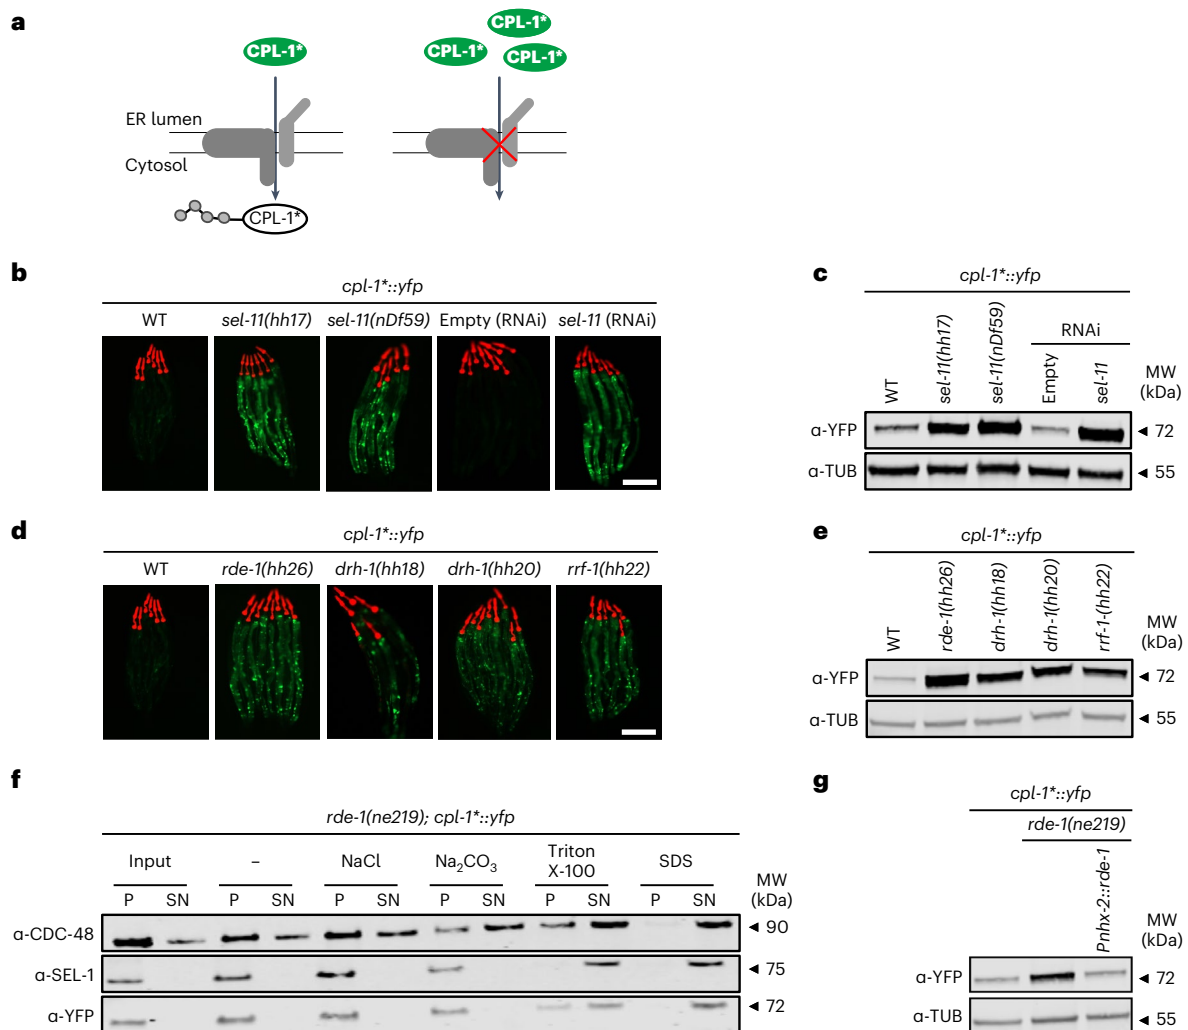 a
CPL-1*
CPL-1*
CPL-1*
CPL-1*
ER lumen
Cytosol
CPL-1*
b
cpl-1*::yfp
WT sel-11(hh17) sel-11(nDf59) Empty (RNAi) sel-11 (RNAi)
c
cpl-1*::yfp
RNAi
WT sel-11(hh17) sel-11(nDf59) Empty sel-11
MW (kDa)
α-YFP ◄ 72
α-TUB ◄ 55
d
cpl-1*::yfp
WT rde-1(hh26) drh-1(hh18) drh-1(hh20) rrf-1(hh22)
e
cpl-1*::yfp
WT rde-1(hh26) drh-1(hh18) drh-1(hh20) rrf-1-(hh22)
MW (kDa)
α-YFP ◄ 72
α-TUB ◄ 55
f
rde-1(ne219); cpl-1*::yfp
Input – NaCl Na₂CO₃ Triton X-100 SDS
P SN P SN P SN P SN P SN P SN
MW (kDa)
α-CDC-48 ◄ 90
α-SEL-1 ◄ 75
α-YFP ◄ 72
g
cpl-1*::yfp
rde-1(ne219)
Pnhx-2::rde-1
MW (kDa)
α-YFP ◄ 72
α-TUB ◄ 55